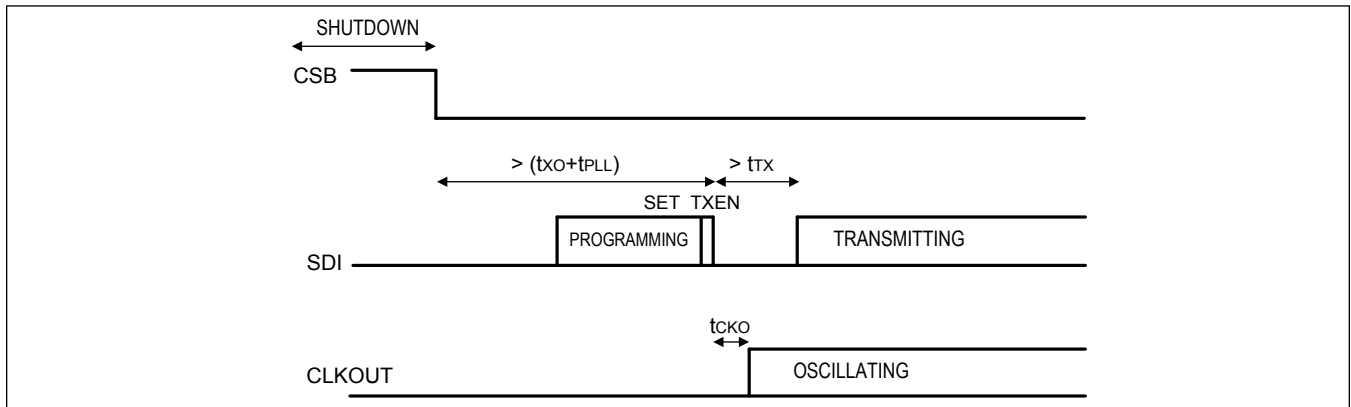 SHUTDOWN
CSB
> (tXO+tPLL)
> tTX
SET TXEN
PROGRAMMING
TRANSMITTING
SDI
tCKO
OSCILLATING
CLKOUT